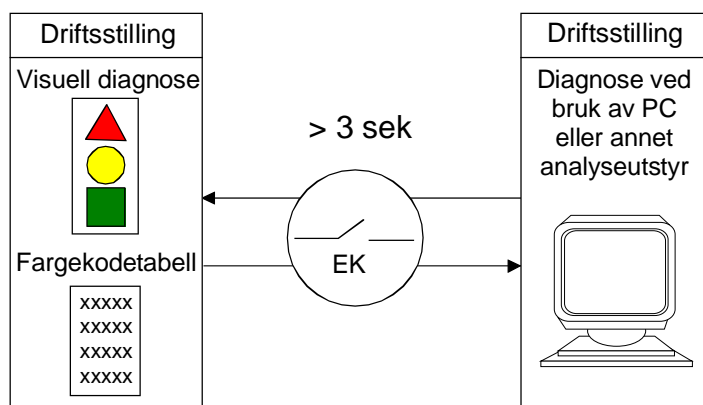 Driftsstilling
Visuell diagnose
Fargekodetabell
xxxxx
xxxxx
xxxxx
xxxxx
> 3 sek
EK
Driftsstilling
Diagnose ved
bruk av PC
eller annet
analyseutstyr